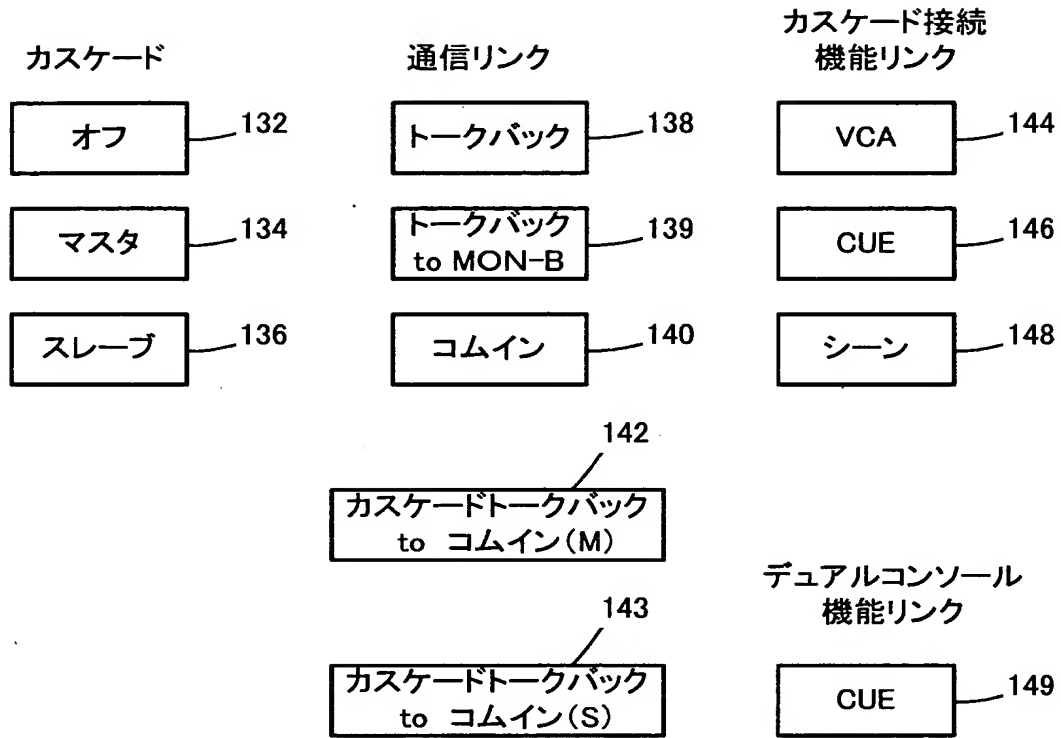 カスケード
オフ
132
マスタ
134
スレーブ
136
通信リンク
トークバック
138
トークバック
to MON-B
139
コムイン
140
142
カスケードトークバック
to コムイン(M)
143
カスケードトークバック
to コムイン(S)
カスケード接続
機能リンク
VCA
144
CUE
146
シーン
148
デュアルコンソール
機能リンク
CUE
149